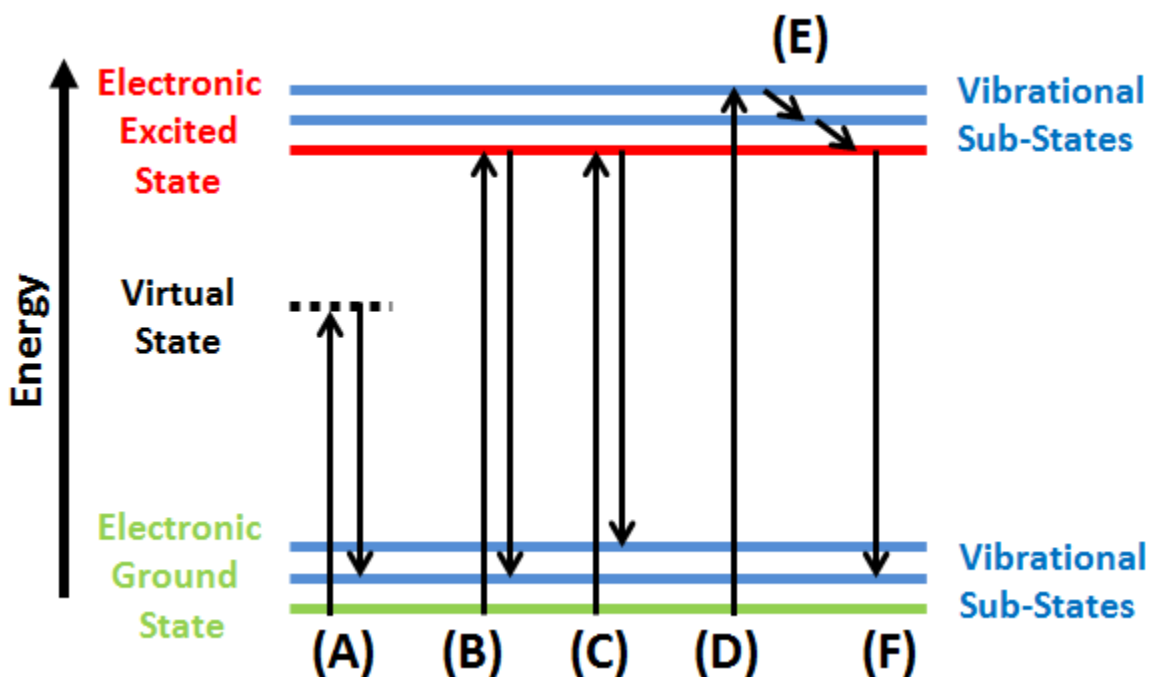 (E)
Electronic
Excited
State
Vibrational
Sub-States
Energy
Virtual
State
Electronic
Ground
State
Vibrational
Sub-States
(A)
(B)
(C)
(D)
(F)